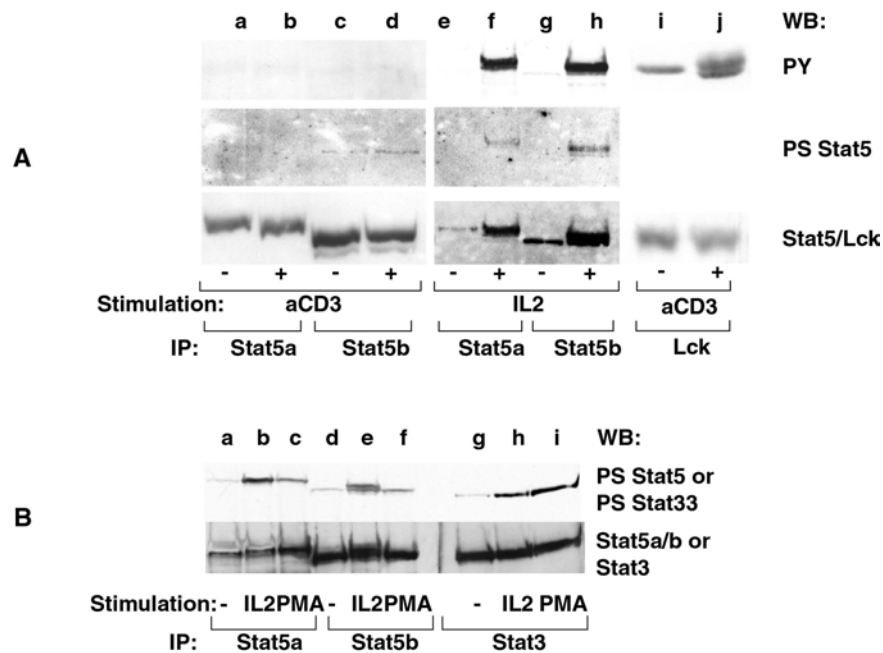 a b c d e f g h i j WB:
PY
A
PS Stat5
Stat5/Lck
- + - + - + - + - +
Stimulation: aCD3 IL2 aCD3
IP: Stat5a Stat5b Stat5a Stat5b Lck
a b c d e f g h i WB:
PS Stat5 or
PS Stat33
B
Stat5a/b or
Stat3
Stimulation:- IL2PMA - IL2PMA - IL2 PMA
IP: Stat5a Stat5b Stat3